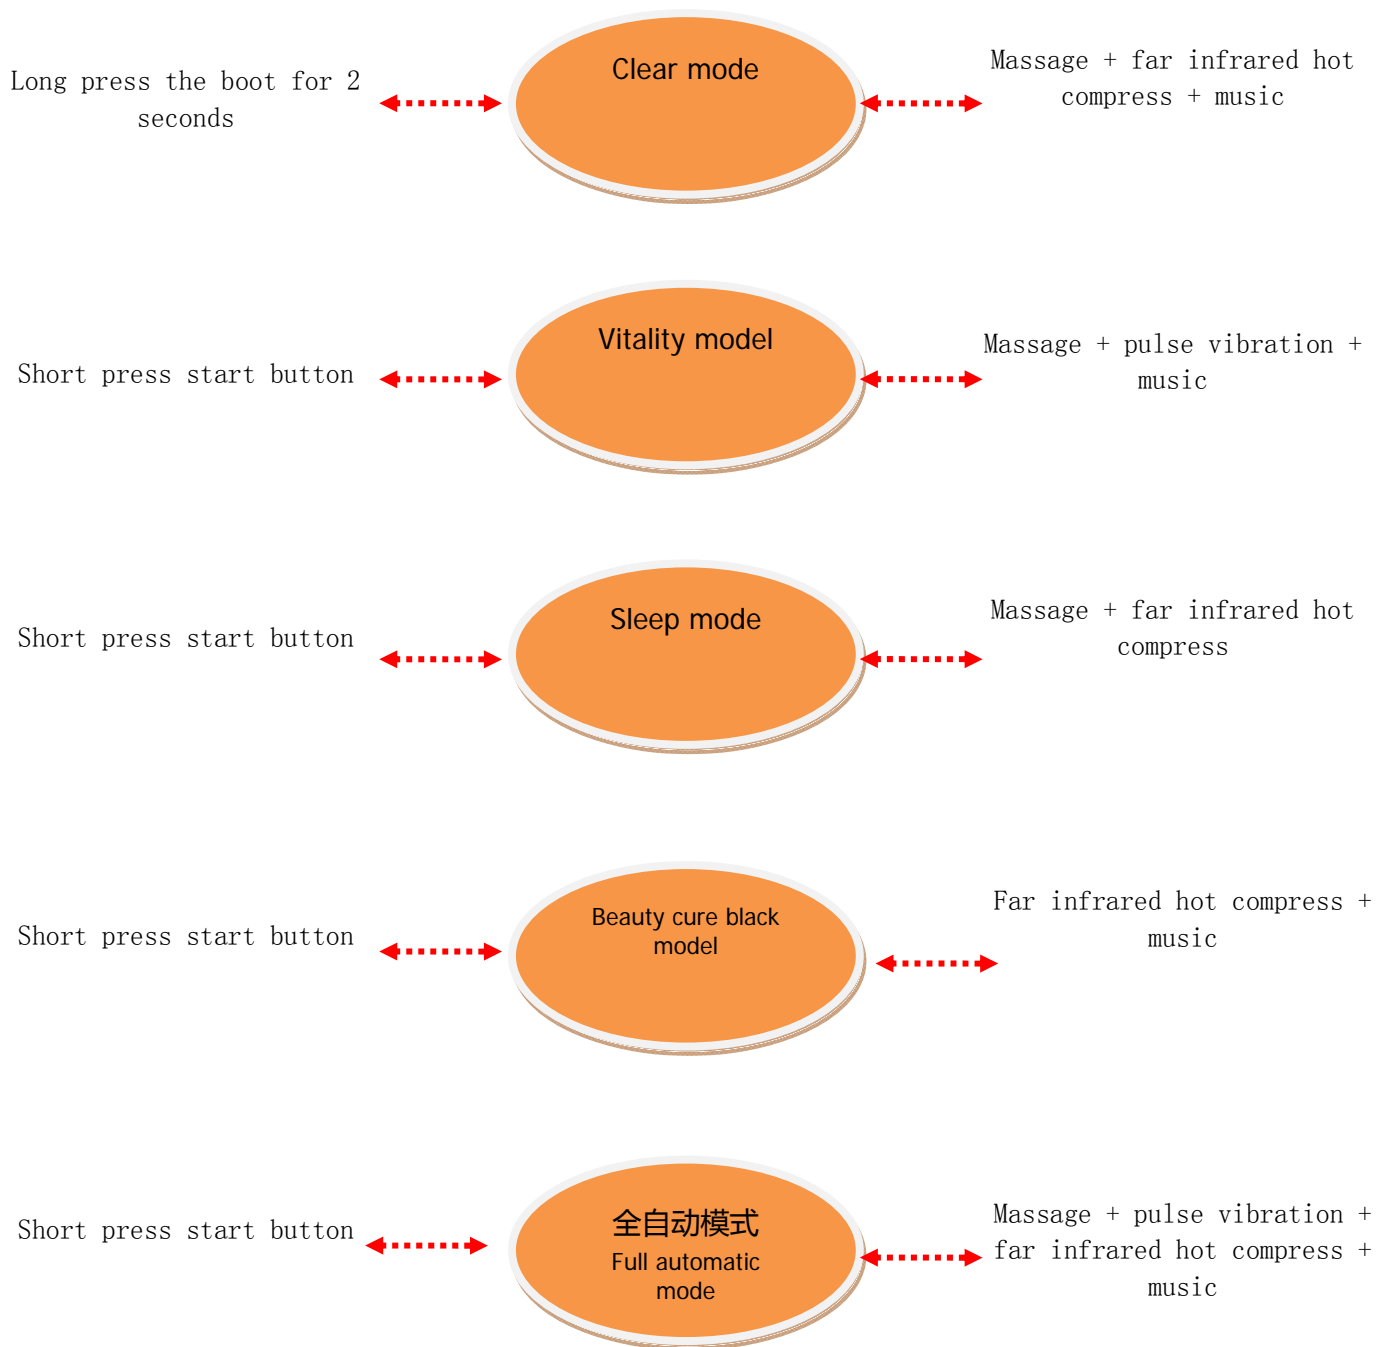 Long press the boot for 2
seconds
Clear mode
Massage + far infrared hot
compress + music
Short press start button
Vitality model
Massage + pulse vibration +
music
Short press start button
Sleep mode
Massage + far infrared hot
compress
Short press start button
Beauty cure black
model
Far infrared hot compress +
music
Short press start button
全自动模式
Full automatic
mode
Massage + pulse vibration +
far infrared hot compress +
music